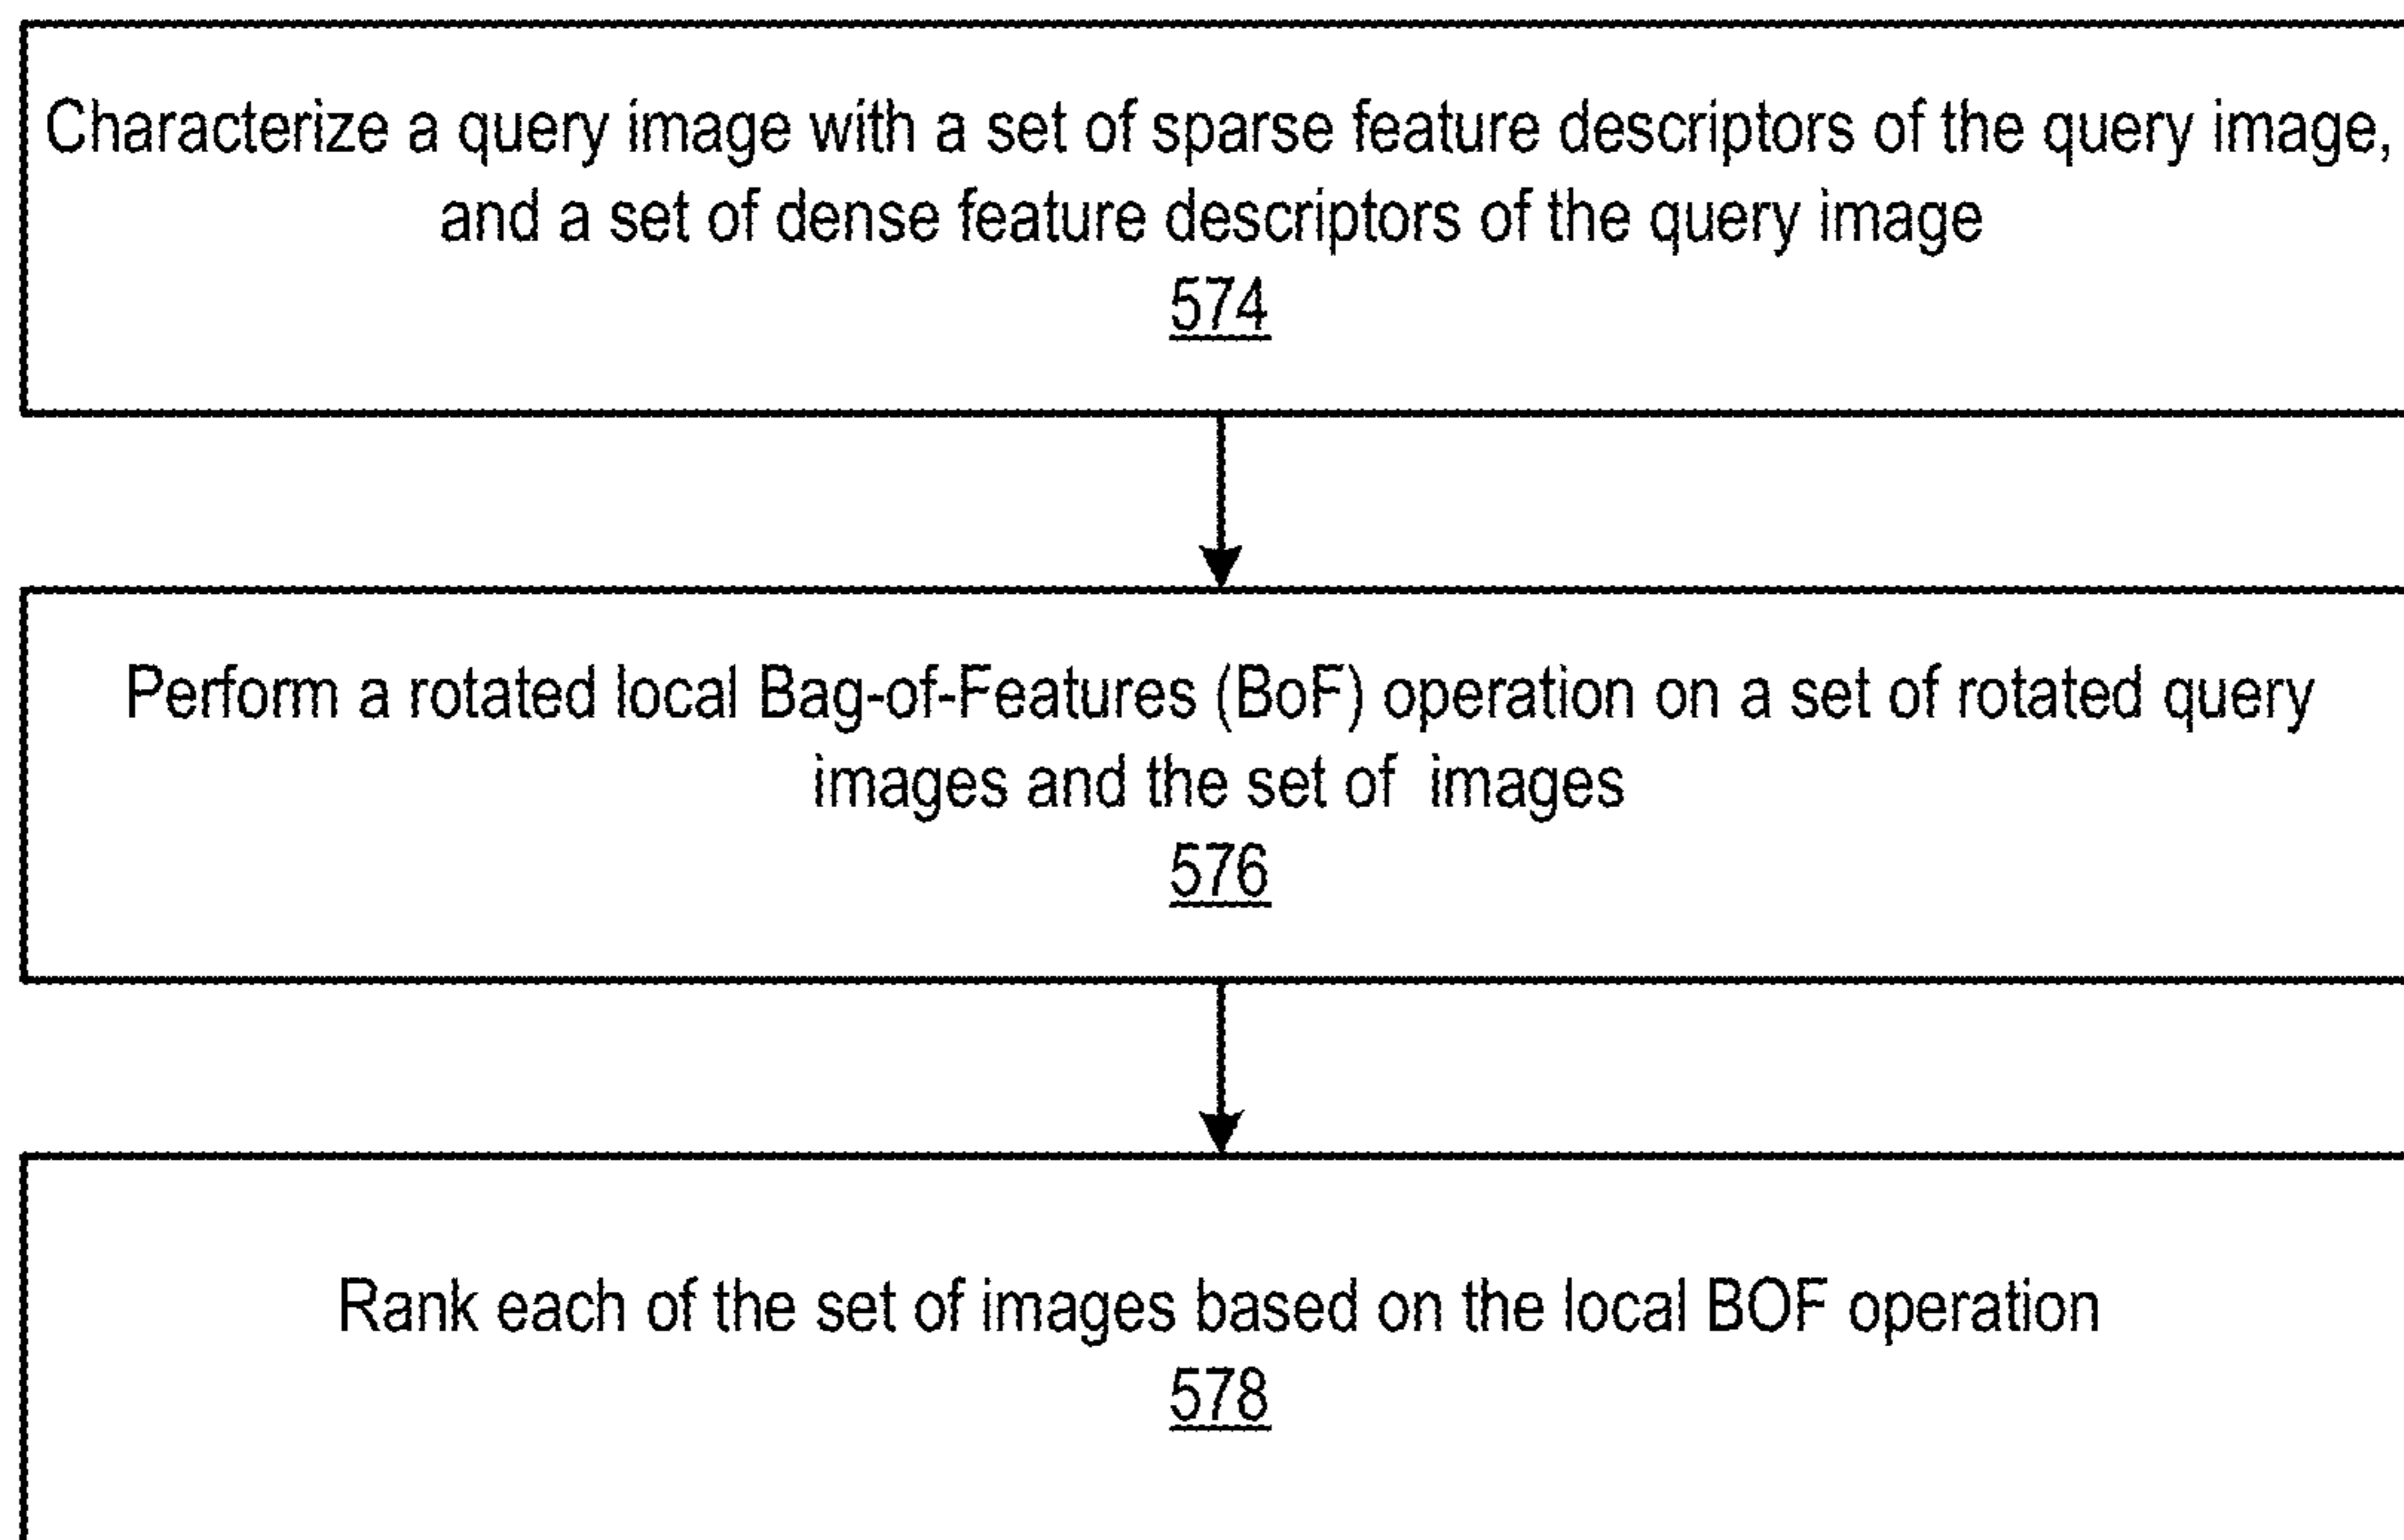 Characterize a query image with a set of sparse feature descriptors of the query image,
and a set of dense feature descriptors of the query image
574
Perform a rotated local Bag-of-Features (BoF) operation on a set of rotated query
images and the set of images
576
Rank each of the set of images based on the local BOF operation
578